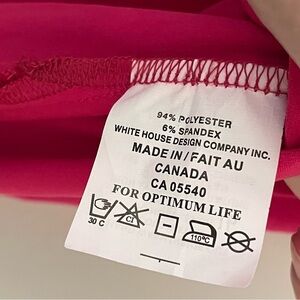 94% POLYESTER
6% SPANDEX
WHITE HOUSE DESIGN COMPANY INC.
MADE IN / FAIT AU
CANADA
CA 05540
FOR OPTIMUM LIFE
Cl
30 C
110°C